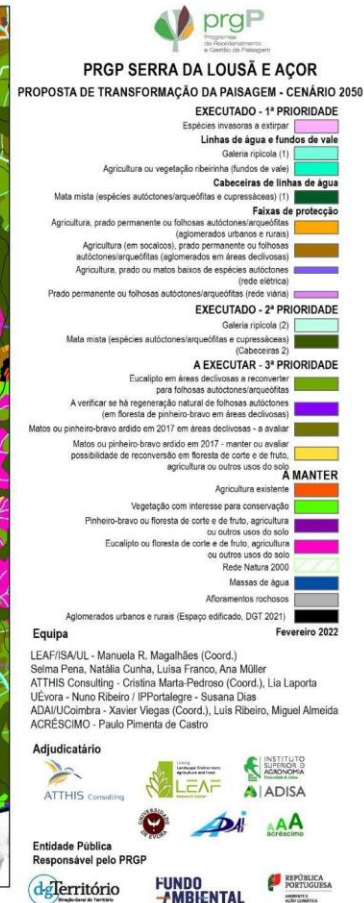 prgP
Programas
de Reordenamento
e Gestão da Paisagem
PRGP SERRA DA LOUSÃ E AÇOR
PROPOSTA DE TRANSFORMAÇÃO DA PAISAGEM - CENÁRIO 2050
EXECUTADO - 1ª PRIORIDADE
Espécies invasoras a extirpar
Linhas de água e fundos de vale
Galeria ripícola (1)
Agricultura ou vegetação ribeirinha (fundos de vale)
Cabeceiras de linhas de água
Mata mista (espécies autóctones/arqueófitas e cupressáceas) (1)
Faixas de protecção
Agricultura, prado permanente ou folhosas autóctones/arqueófitas
(aglomerados urbanos e rurais)
Agricultura (em socalcos), prado permanente ou folhosas
autóctones/arqueófitas (aglomerados em áreas declivosas)
Agricultura, prado ou matos baixos de espécies autóctones
(rede elétrica)
Prado permanente ou folhosas autóctones/arqueófitas (rede viária)
EXECUTADO - 2ª PRIORIDADE
Galeria ripícola (2)
Mata mista (espécies autóctones/arqueófitas e cupressáceas)
(Cabeceiras 2)
A EXECUTAR - 3ª PRIORIDADE
Eucalipto em áreas declivosas a reconverter
para folhosas autóctones/arqueófitas
A verificar se há regeneração natural de folhosas autóctones
(em floresta de pinheiro-bravo em áreas declivosas)
Matos ou pinheiro-bravo ardido em 2017 em áreas declivosas - a avaliar
Matos ou pinheiro-bravo ardido em 2017 - manter ou avaliar
possibilidade de reconversão em floresta de corte e de fruto,
agricultura ou outros usos do solo
A MANTER
Agricultura existente
Vegetação com interesse para conservação
Pinheiro-bravo ou floresta de corte e de fruto, agricultura
ou outros usos do solo
Eucalipto ou floresta de corte e de fruto, agricultura
ou outros usos do solo
Rede Natura 2000
Massas de água
Afloramentos rochosos
Aglomerados urbanos e rurais (Espaço edificado, DGT 2021)
Equipa
Fevereiro 2022
LEAF/ISA/UL - Manuela R. Magalhães (Coord.)
Selma Pena, Natália Cunha, Luísa Franco, Ana Müller
ATTHIS Consulting - Cristina Marta-Pedroso (Coord.), Lia Laporta
UÉvora - Nuno Ribeiro / IPPortalegre - Susana Dias
ADAI/UCoimbra - Xavier Viegas (Coord.), Luis Ribeiro, Miguel Almeida
ACRÉSCIMO - Paulo Pimenta de Castro
Adjudicatário
ATTHIS Consulting
LEAF
INSTITUTO
SUPERIOR D
AGRONOMIA
ADISA
UNIVERSIDADE
DE ÉVORA
ADAI
AAA
acréscimo
Entidade Pública
Responsável pelo PRGP
dgTerritório
Direção-Geral do Território
FUNDO
AMBIENTAL
REPÚBLICA
PORTUGUESA
AMBIENTE E
AÇÃO CLIMÁTICA